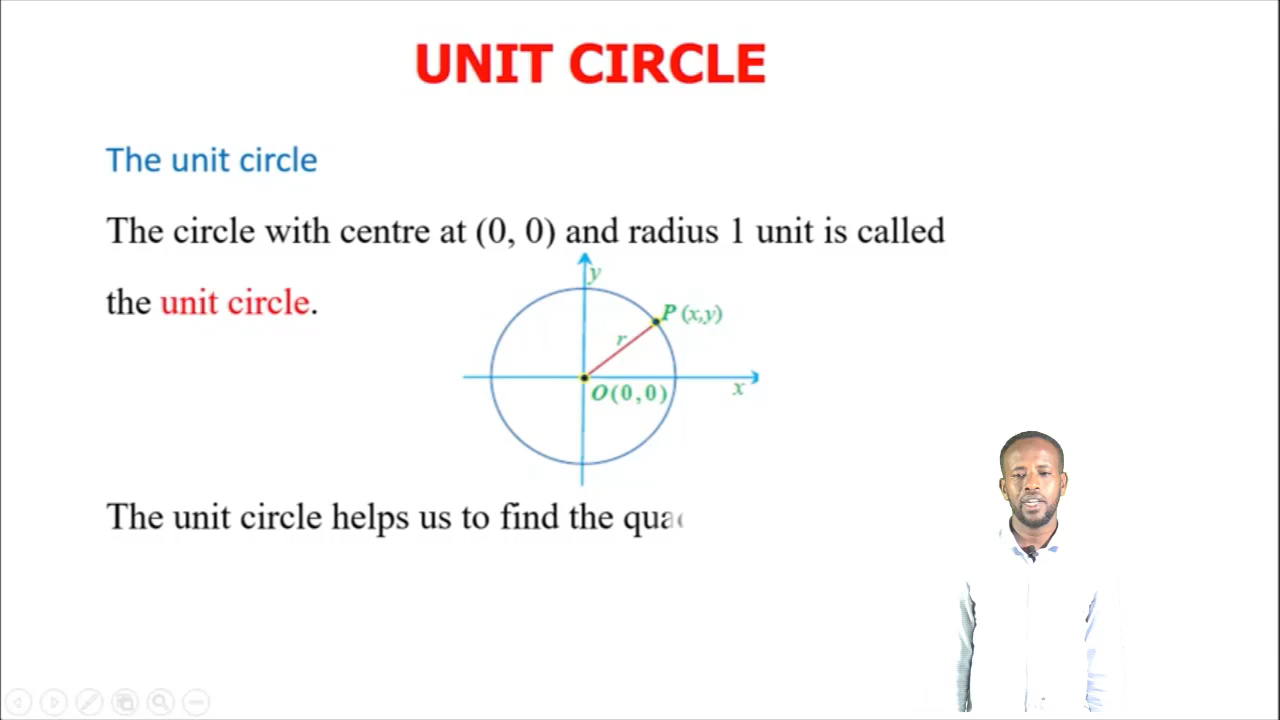 UNIT CIRCLE
The unit circle
The circle with centre at (0, 0) and radius 1 unit is called
the unit circle.
y
P (x,y)
r
O(0,0)
x
The unit circle helps us to find the